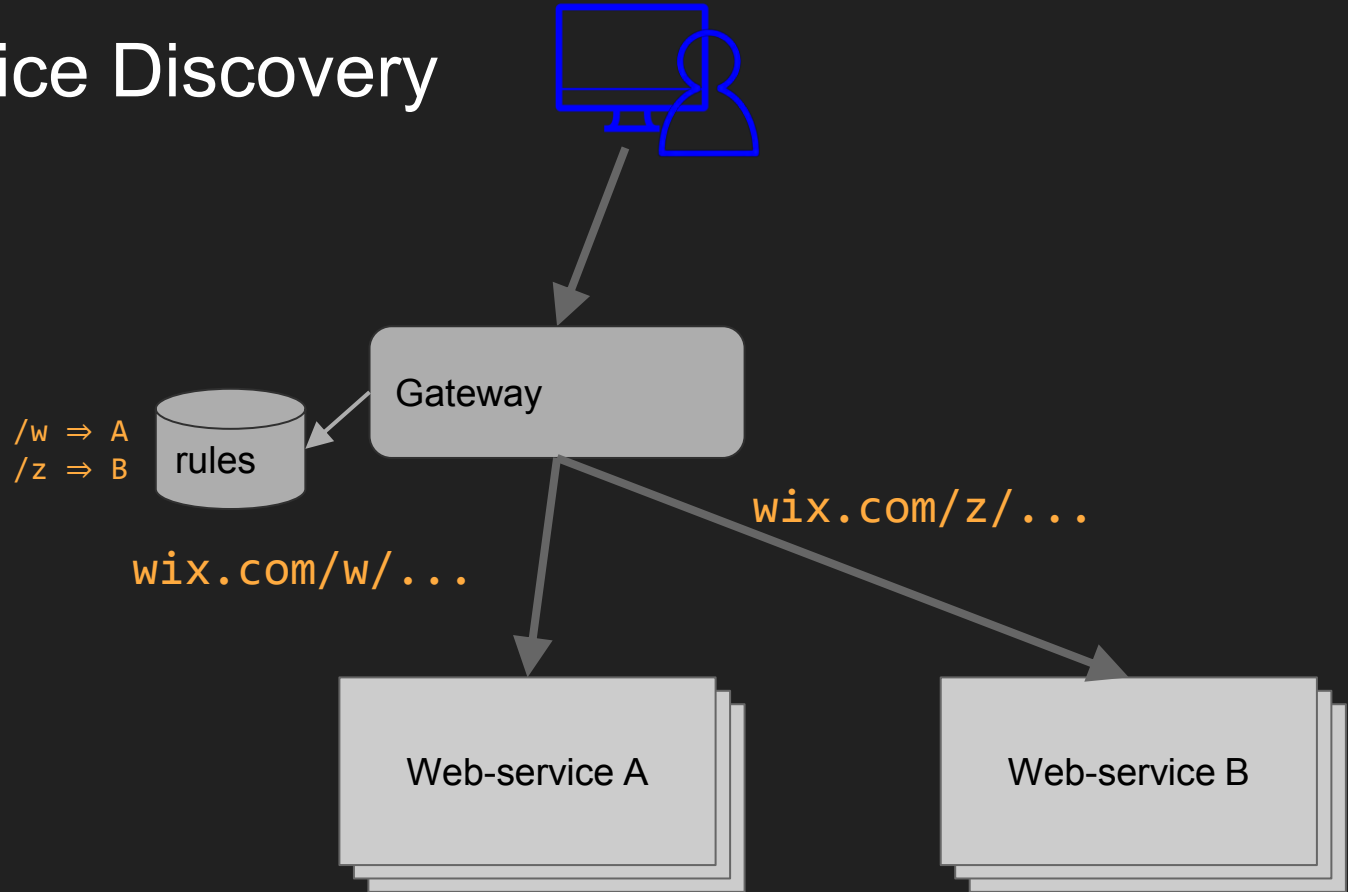 ice Discovery
Gateway
/w ⇒ A
/z ⇒ B
rules
wix.com/z/...
wix.com/w/...
Web-service A
Web-service B